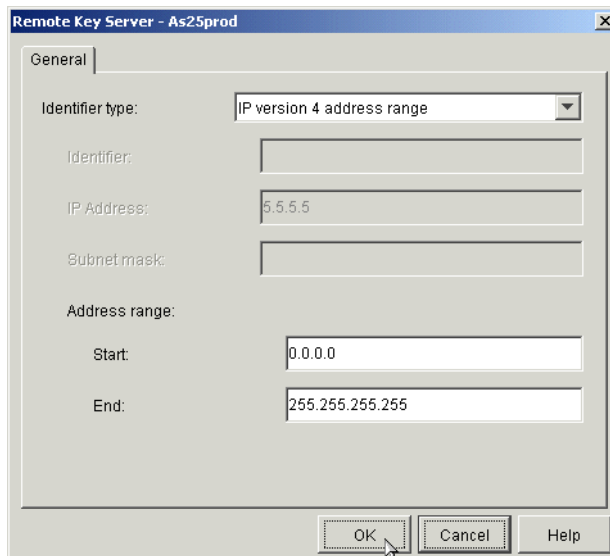 Remote Key Server - As25prod
General
Identifier type: IP version 4 address range
Identifier:
IP Address: 5.5.5.5
Subnet mask:
Address range:
Start: 0.0.0.0
End: 255.255.255.255
OK Cancel Help